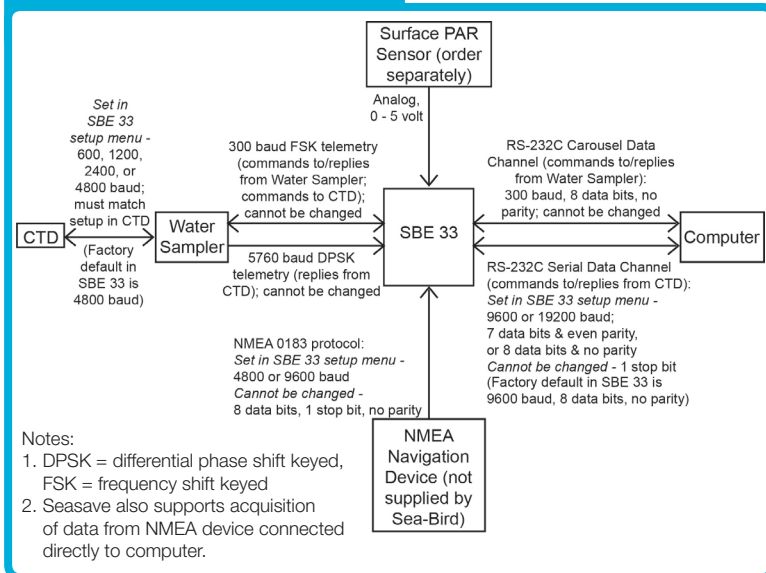 Surface PAR
Sensor (order
separately)
Analog,
0 - 5 volt
Set in
SBE 33
setup menu -
600, 1200,
2400, or
4800 baud;
must match
setup in CTD
CTD
(Factory
default in
SBE 33 is
4800 baud)
Water
Sampler
300 baud FSK telemetry
(commands to/replies
from Water Sampler;
commands to CTD);
cannot be changed
5760 baud DPSK
telemetry (replies from
CTD); cannot be changed
SBE 33
RS-232C Carousel Data
Channel (commands to/replies
from Water Sampler):
300 baud, 8 data bits, no
parity; cannot be changed
Computer
RS-232C Serial Data Channel
(commands to/replies from CTD):
Set in SBE 33 setup menu -
9600 or 19200 baud;
7 data bits & even parity,
or 8 data bits & no parity
Cannot be changed - 1 stop bit
(Factory default in SBE 33 is
9600 baud, 8 data bits, no parity)
NMEA 0183 protocol:
Set in SBE 33 setup menu -
4800 or 9600 baud
Cannot be changed -
8 data bits, 1 stop bit, no parity
NMEA
Navigation
Device (not
supplied by
Sea-Bird)
Notes:
1. DPSK = differential phase shift keyed,
FSK = frequency shift keyed
2. Seasave also supports acquisition
of data from NMEA device connected
directly to computer.